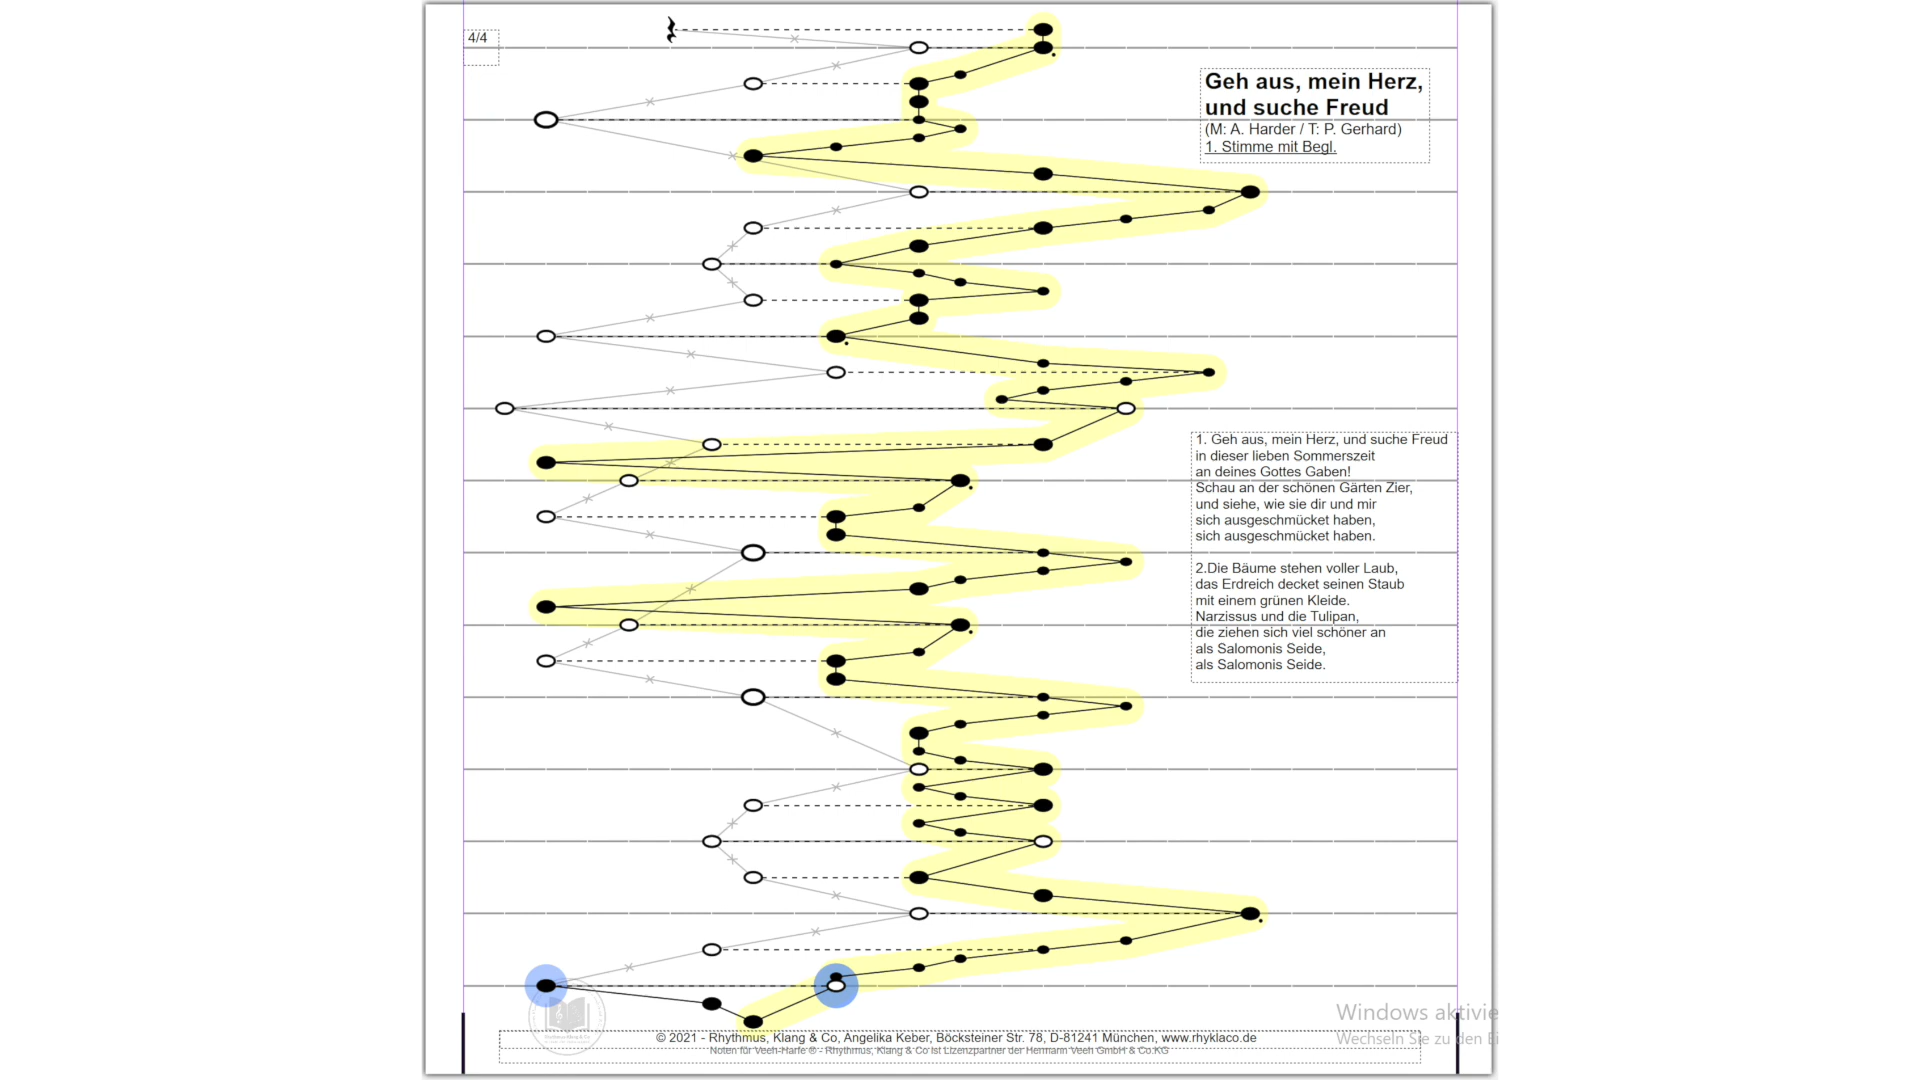 4/4
Geh aus, mein Herz,
und suche Freud
(M: A. Harder / T: P. Gerhard)
1. Stimme mit Begl.
1. Geh aus, mein Herz, und suche Freud
in dieser lieben Sommerszeit
an deines Gottes Gaben!
Schau an der schönen Gärten Zier,
und siehe, wie sie dir und mir
sich ausgeschmücket haben,
sich ausgeschmücket haben.
2.Die Bäume stehen voller Laub,
das Erdreich decket seinen Staub
mit einem grünen Kleide.
Narzissus und die Tulipan,
die ziehen sich viel schöner an
als Salomonis Seide,
als Salomonis Seide.
Windows aktivie
Wechseln Sie zu den Ei
© 2021 - Rhythmus, Klang & Co, Angelika Keber, Böcksteiner Str. 78, D-81241 München, www.rhyklaco.de
Noten für Veeh-Harfe ® - Rhythmus, Klang & Co ist Lizenzpartner der Hermann Veeh GmbH & Co.KG